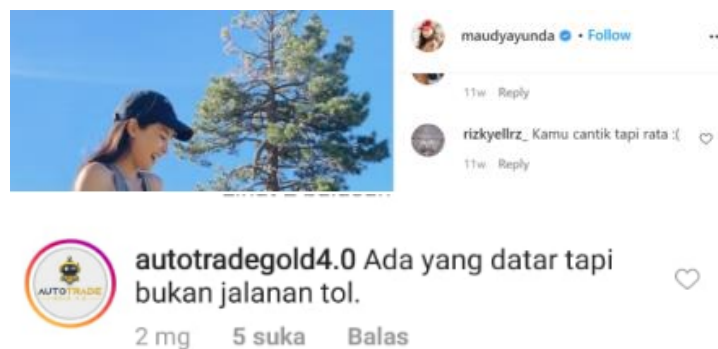 maudyayunda • Follow
11w Reply
rizkyellrz_ Kamu cantik tapi rata :(
11w Reply
autotradegold4.0 Ada yang datar tapi
bukan jalanan tol.
2 mg 5 suka Balas
AUTOTRADE